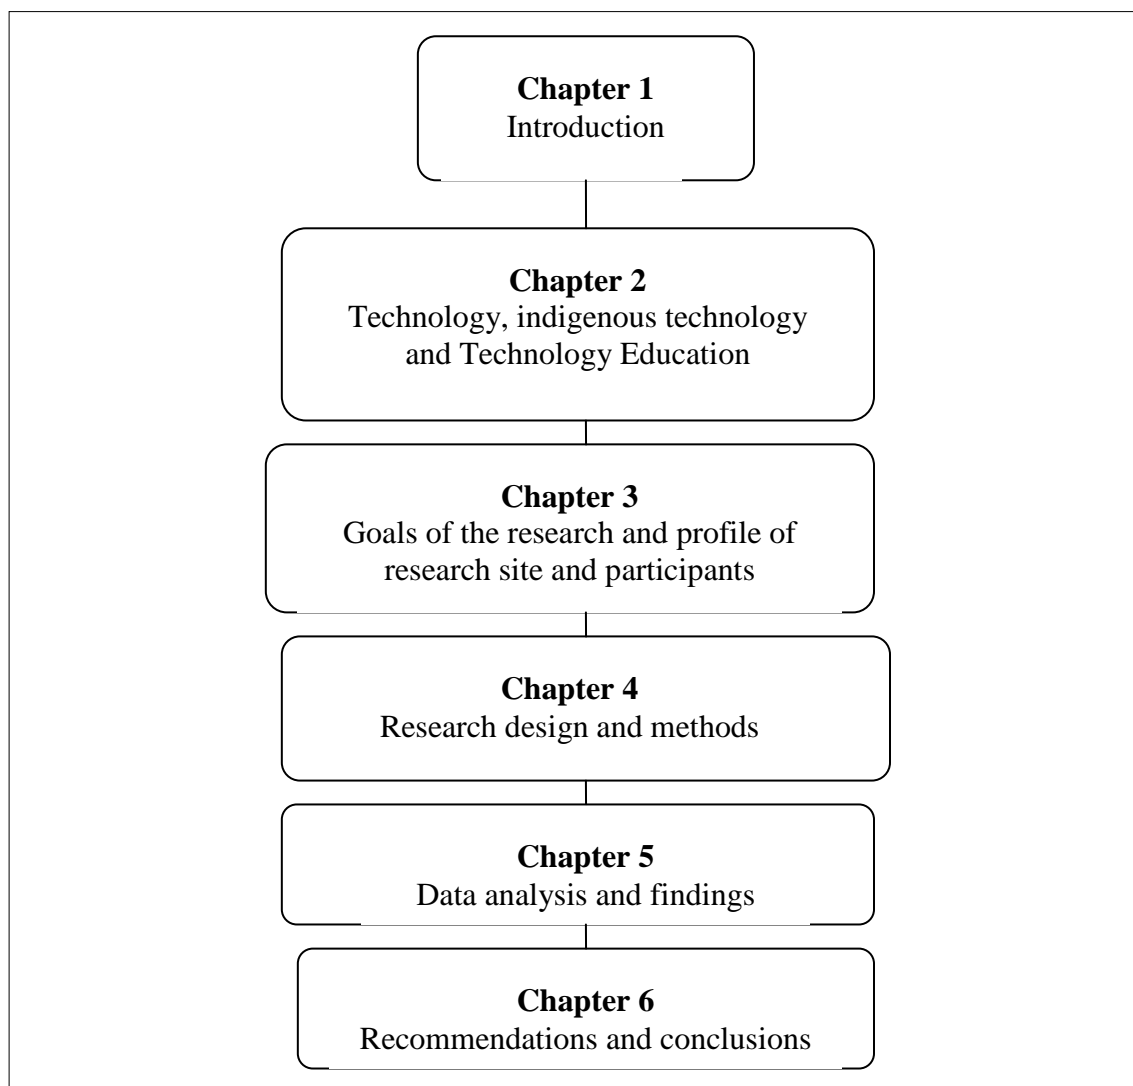 Chapter 1
Introduction
Chapter 2
Technology, indigenous technology
and Technology Education
Chapter 3
Goals of the research and profile of
research site and participants
Chapter 4
Research design and methods
Chapter 5
Data analysis and findings
Chapter 6
Recommendations and conclusions